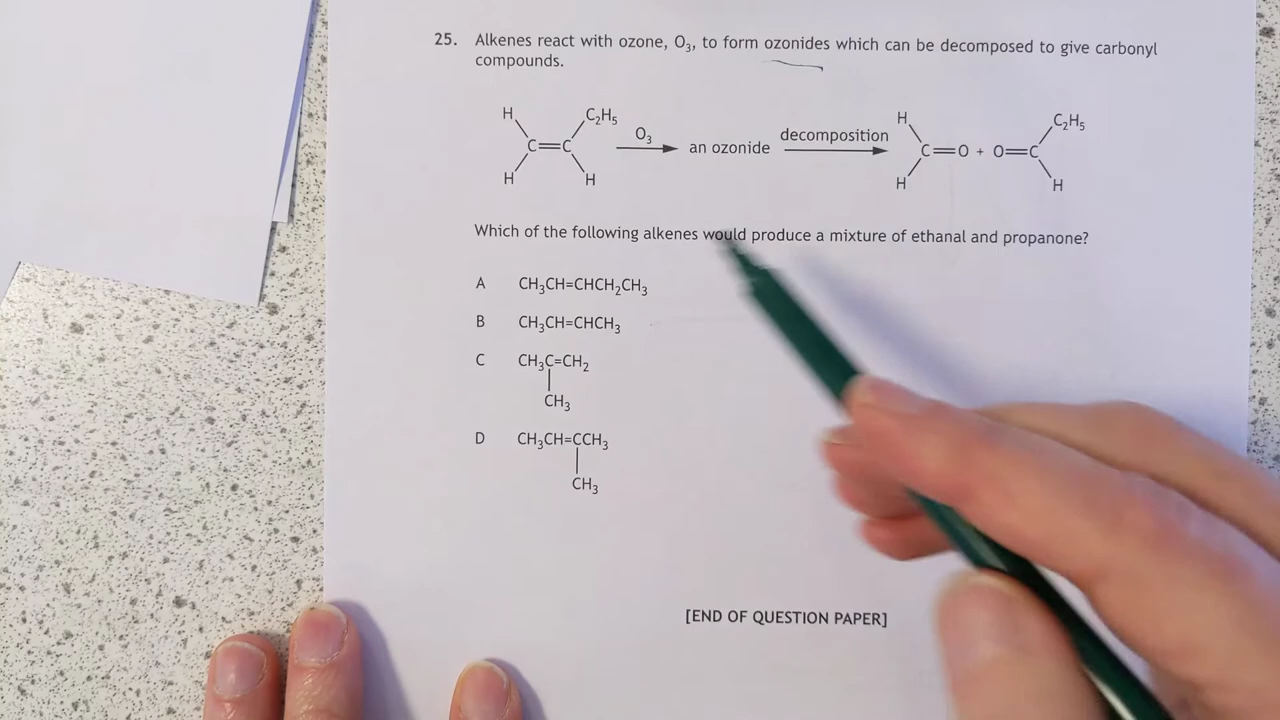 25. Alkenes react with ozone, O₃, to form ozonides which can be decomposed to give carbonyl
compounds.
H C₂H₅ H C₂H₅
C=C O₃ an ozonide decomposition C=O + O=C
H H H H
Which of the following alkenes would produce a mixture of ethanal and propanone?
A CH₃CH=CHCH₂CH₃
B CH₃CH=CHCH₃
C CH₃C=CH₂
CH₃
D CH₃CH=CCH₃
CH₃
[END OF QUESTION PAPER]